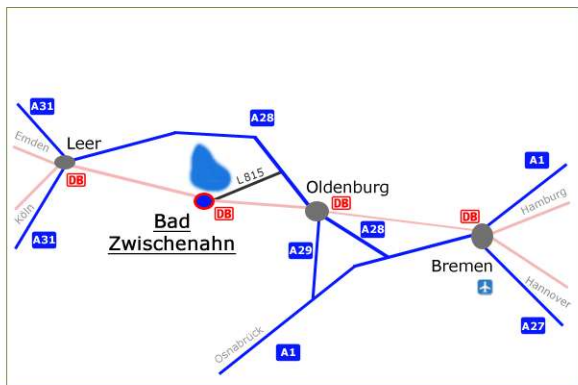 A31
A28
Leer
Emden
DB
Köln
A31
L815
Bad
Zwischenahn
DB
Oldenburg
DB
A29
A28
A1
Hamburg
DB
Bremen
Hannover
A27
Osnabrück
A1